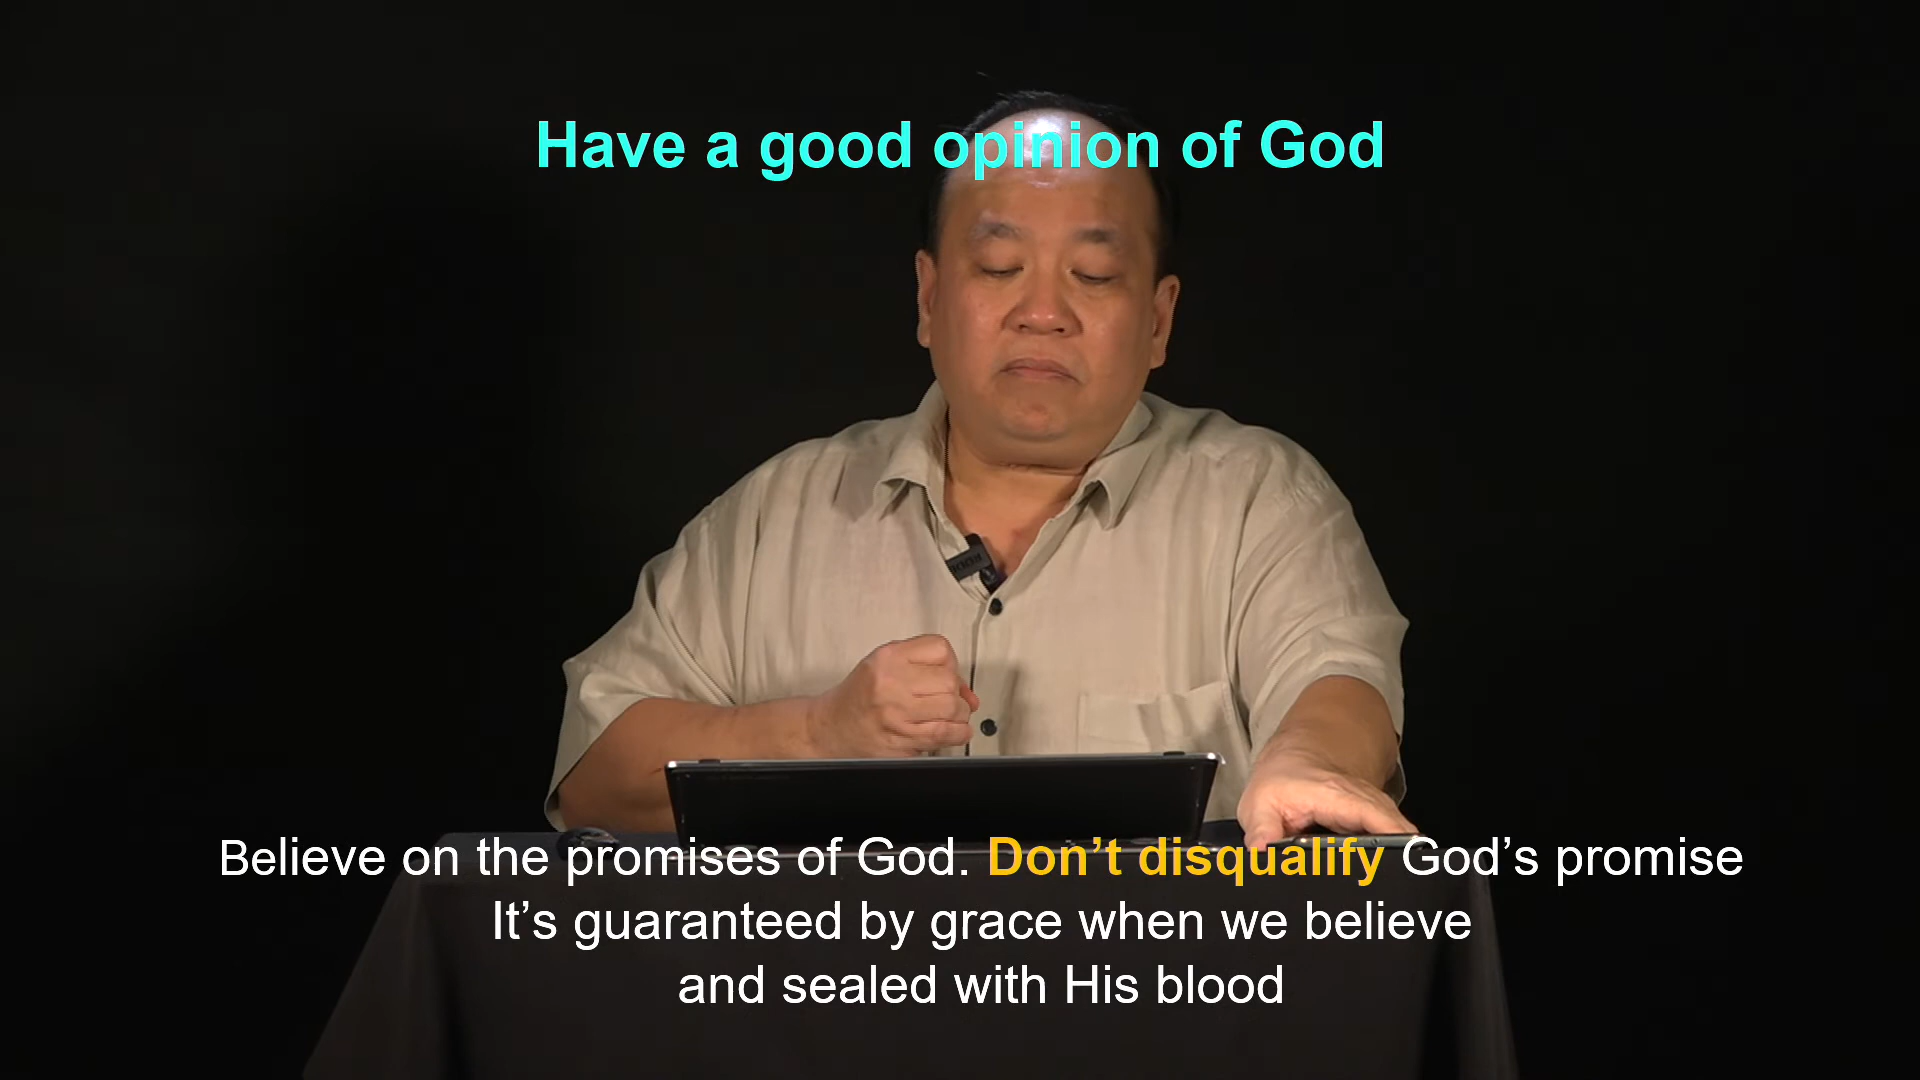 Have a good opinion of God
Believe on the promises of God. Don’t disqualify God’s promise
It’s guaranteed by grace when we believe
and sealed with His blood